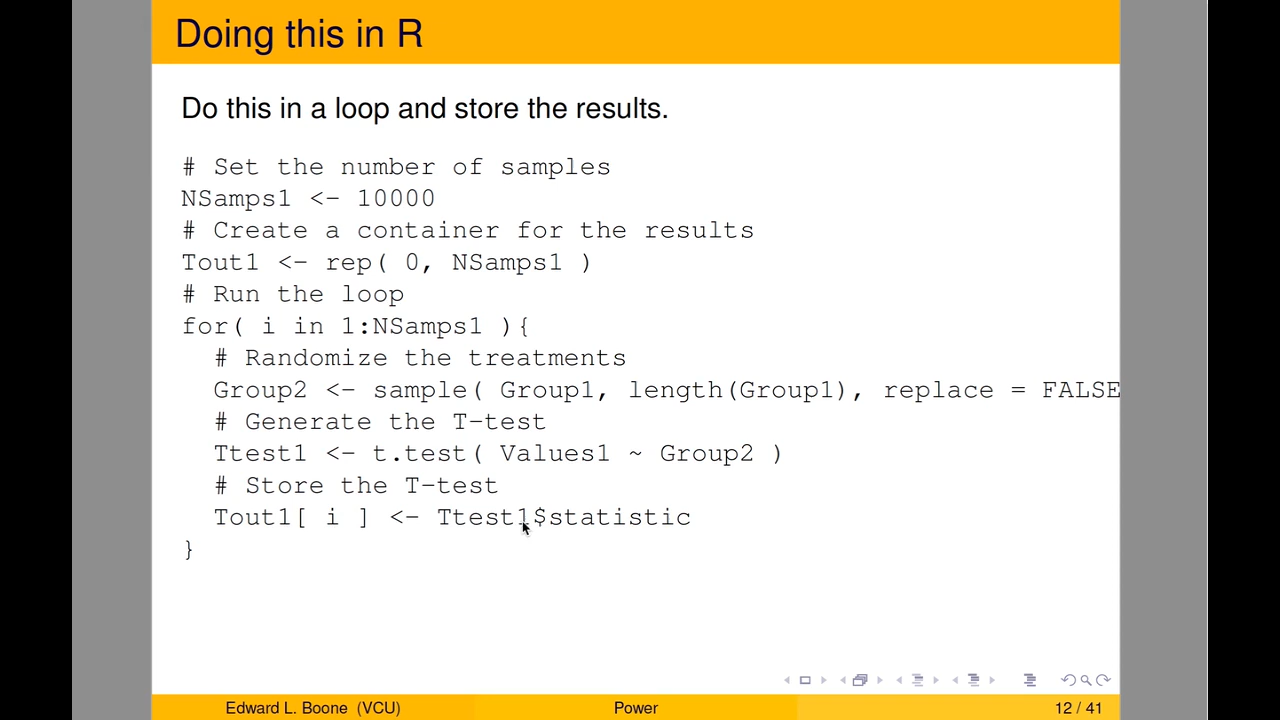 Doing this in R
Do this in a loop and store the results.
# Set the number of samples
NSamps1 <- 10000
# Create a container for the results
Tout1 <- rep( 0, NSamps1 )
# Run the loop
for( i in 1:NSamps1 ){
# Randomize the treatments
Group2 <- sample( Group1, length(Group1), replace = FALSE
# Generate the T-test
Ttest1 <- t.test( Values1 ~ Group2 )
# Store the T-test
Tout1[ i ] <- Ttest1$statistic
}
Edward L. Boone (VCU) Power 12 / 41